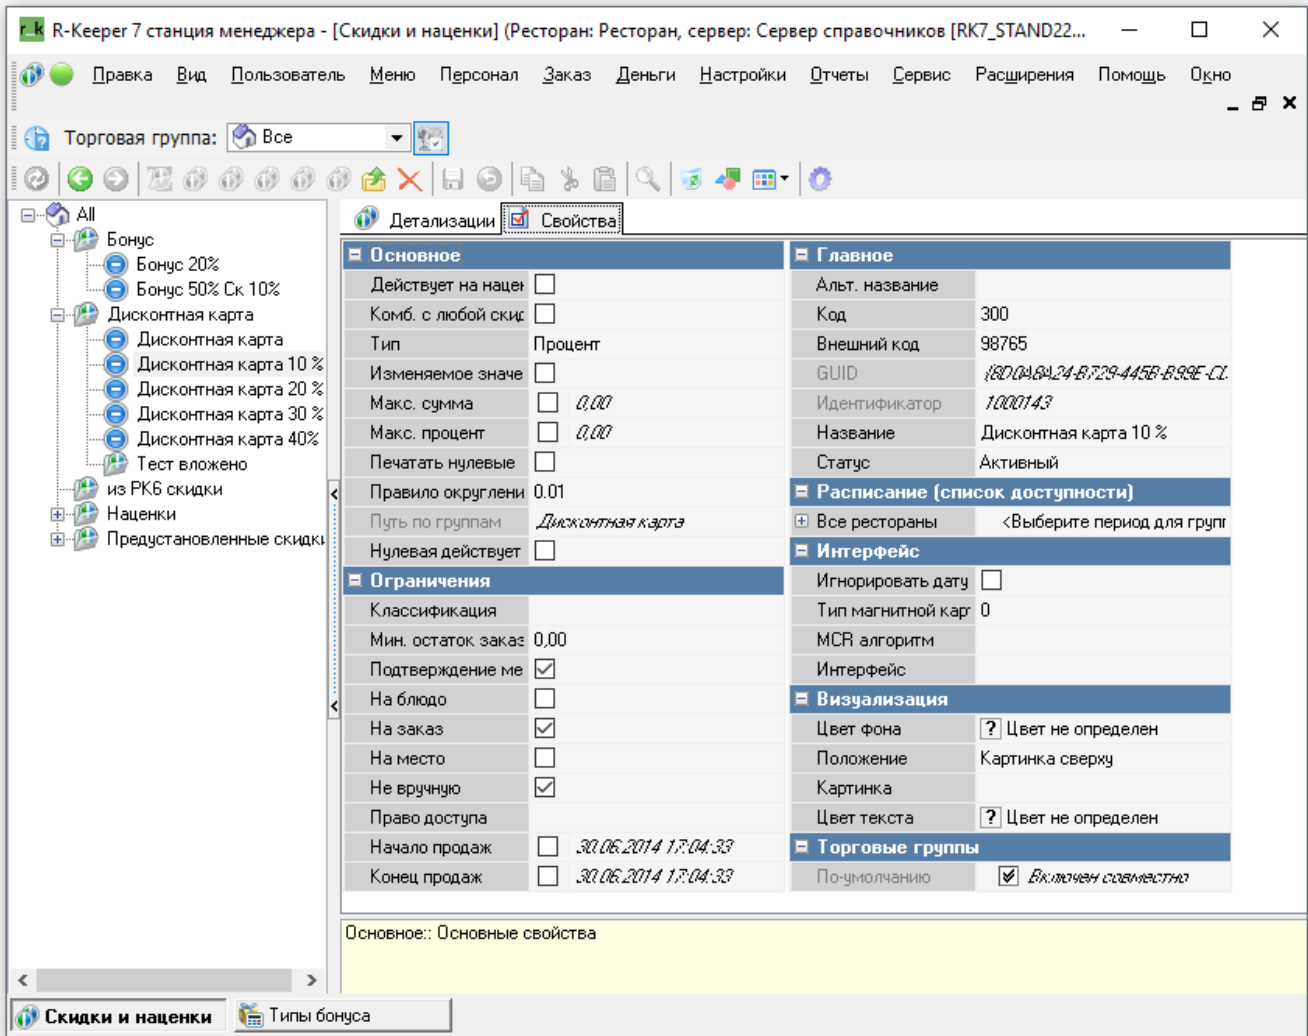 r_k R-Keeper 7 станция менеджера - [Скидки и наценки] (Ресторан: Ресторан, сервер: Сервер справочников [RK7_STAND22...
Правка Вид Пользователь Меню Персонал Заказ Деньги Настройки Отчеты Сервис Расширения Помощь Окно
Торговая группа: Все
All
Бонус
Бонус 20%
Бонус 50% Ск 10%
Дисконтная карта
Дисконтная карта
Дисконтная карта 10 %
Дисконтная карта 20 %
Дисконтная карта 30 %
Дисконтная карта 40%
Тест вложено
из РК6 скидки
Наценки
Предустановленные скидки
Детализации Свойства
Основное
Действует на нацен
Комб. с любой скид
Тип Процент
Изменяемое значе
Макс. сумма 0,00
Макс. процент 0,00
Печатать нулевые
Правило округлени 0.01
Путь по группам Дисконтная карта
Нулевая действует
Ограничения
Классификация
Мин. остаток заказ 0,00
Подтверждение ме
На блюдо
На заказ
На место
Не вручную
Право доступа
Начало продаж 30.06.2014 17:04:33
Конец продаж 30.06.2014 17:04:33
Главное
Альт. название
Код 300
Внешний код 98765
GUID {8D0A8A24-B729-445B-B99E-CD
Идентификатор 1000143
Название Дисконтная карта 10 %
Статус Активный
Расписание (список доступности)
Все рестораны <Выберите период для групп
Интерфейс
Игнорировать дату
Тип магнитной кар 0
MCR алгоритм
Интерфейс
Визуализация
Цвет фона ? Цвет не определен
Положение Картинка сверху
Картинка
Цвет текста ? Цвет не определен
Торговые группы
По-умолчанию Включен совместно
Основное:: Основные свойства
Скидки и наценки Типы бонуса